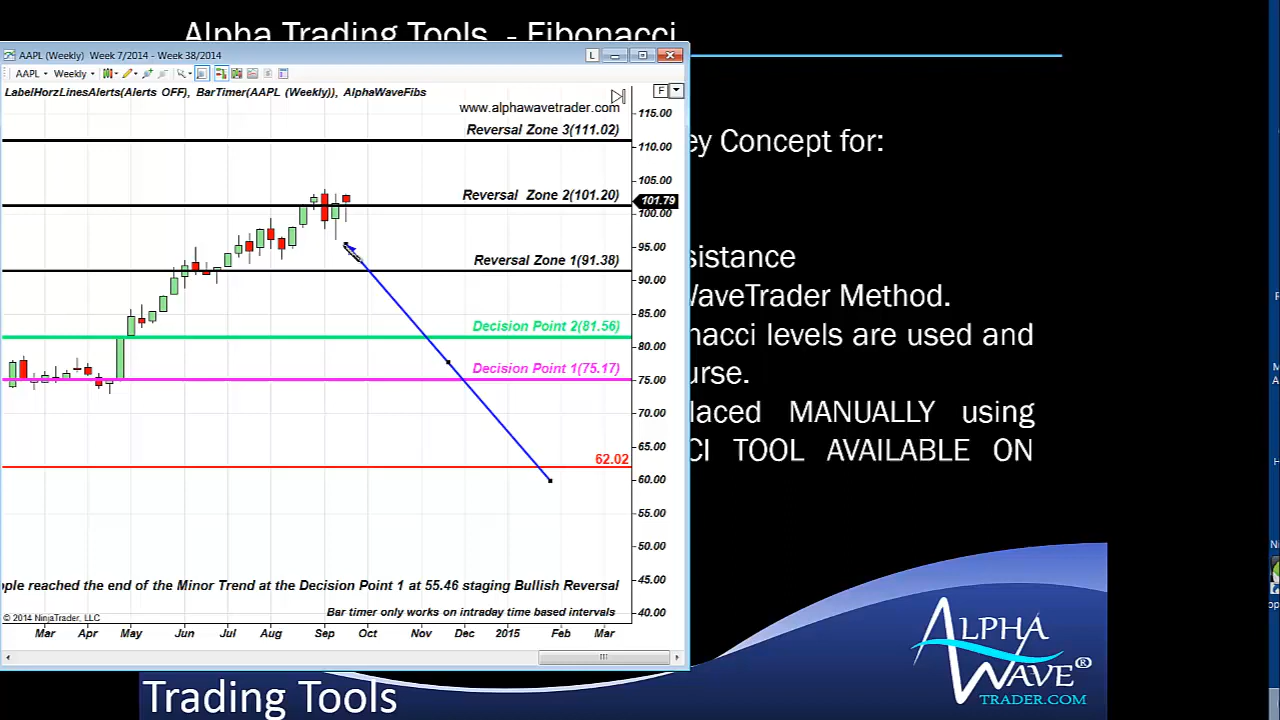 Alpha Trading Tools - Fibonacci
AAPL (Weekly) Week 7/2014 - Week 38/2014
L
AAPL Weekly
LabelHorzLinesAlerts(Alerts OFF), BarTimer(AAPL (Weekly)), AlphaWaveFibs
F
www.alphawavetrader.com
115.00
Reversal Zone 3(111.02)
ey Concept for:
110.00
105.00
Reversal Zone 2(101.20)
101.79
100.00
95.00
sistance
Reversal Zone 1(91.38)
90.00
WaveTrader Method.
85.00
Decision Point 2(81.56)
nacci levels are used and
80.00
Decision Point 1(75.17)
urse.
75.00
70.00
laced MANUALLY using
65.00
CI TOOL AVAILABLE ON
62.02
60.00
55.00
50.00
45.00
ple reached the end of the Minor Trend at the Decision Point 1 at 55.46 staging Bullish Reversal
Bar timer only works on intraday time based intervals
40.00
© 2014 NinjaTrader, LLC
Mar Apr May Jun Jul Aug Sep Oct Nov Dec 2015 Feb Mar
ALPHA
WAVE®
TRADER.COM
Trading Tools